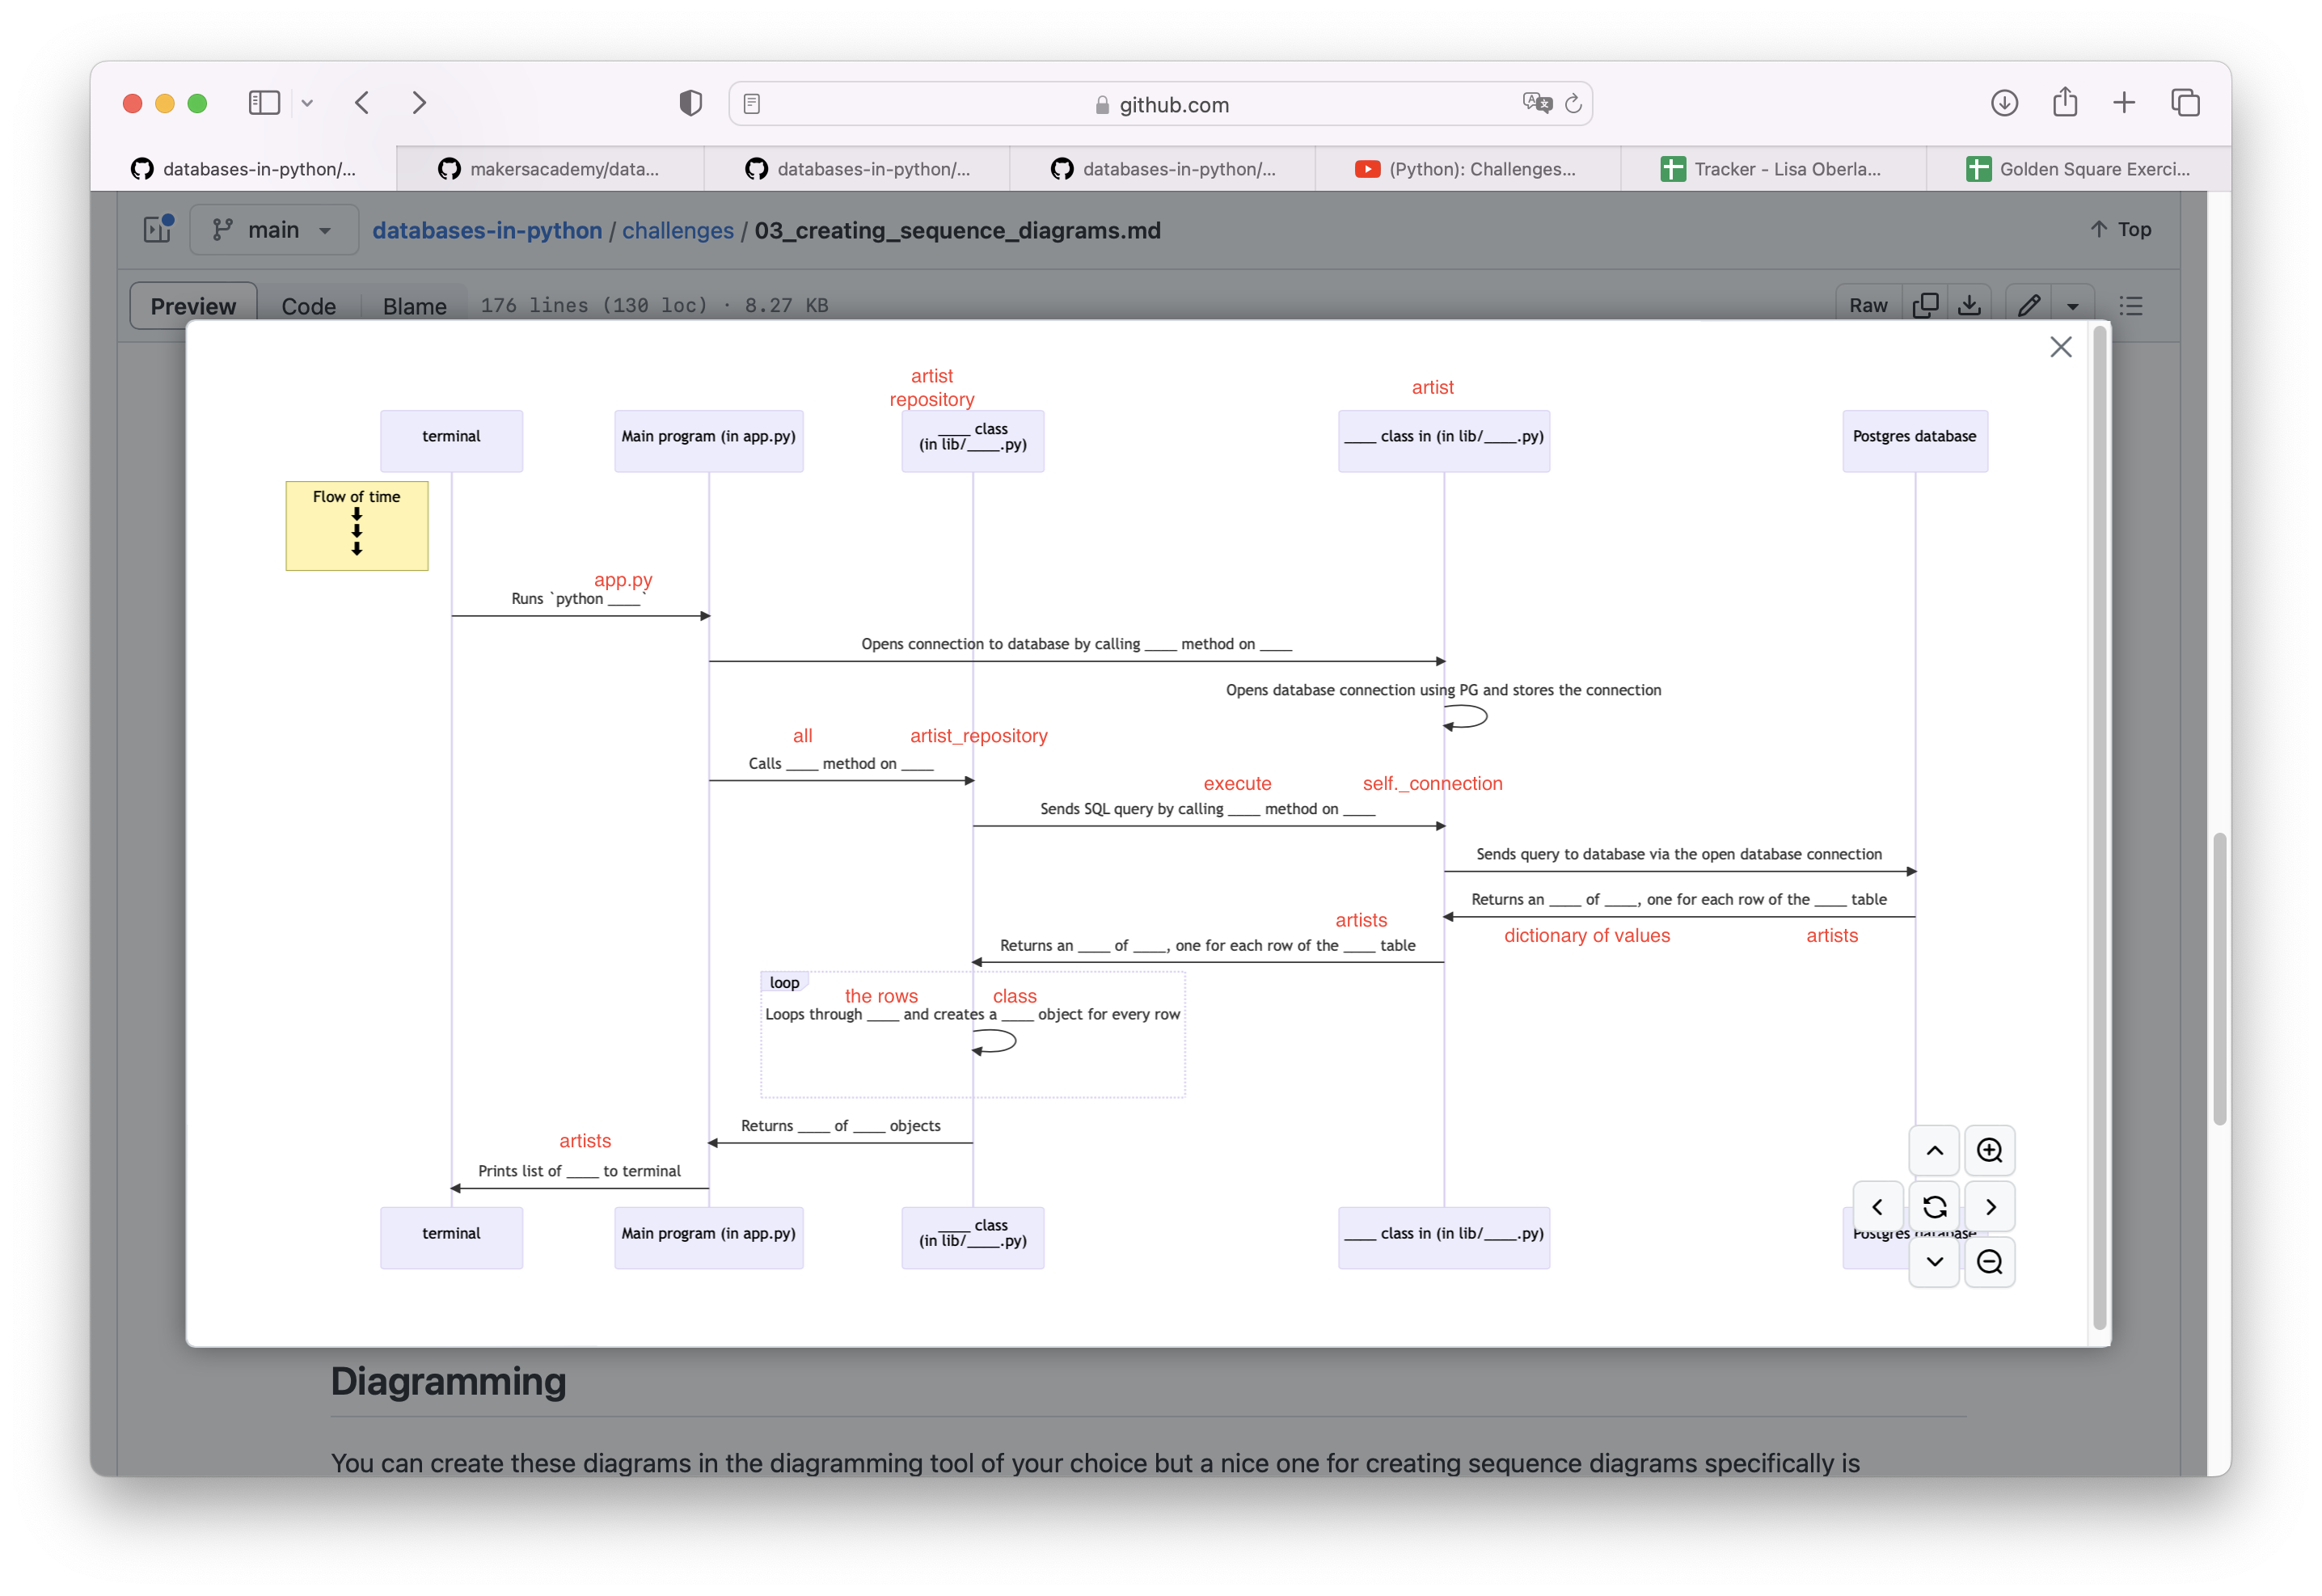 github.com
databases-in-python/...
makersacademy/data...
databases-in-python/...
databases-in-python/...
(Python): Challenges...
Tracker - Lisa Oberla...
Golden Square Exerci...
main
databases-in-python / challenges / 03_creating_sequence_diagrams.md
Top
Preview
Code
Blame
176 lines (130 loc) · 8.27 KB
Raw
artist
repository
artist
terminal
Main program (in app.py)
____ class
(in lib/____.py)
____ class in (in lib/____.py)
Postgres database
Flow of time
app.py
Runs `python ____`
Opens connection to database by calling ____ method on ____
Opens database connection using PG and stores the connection
all
artist_repository
Calls ____ method on ____
execute
self._connection
Sends SQL query by calling ____ method on ____
Sends query to database via the open database connection
Returns an ____ of ____, one for each row of the ____ table
dictionary of values
artists
artists
Returns an ____ of ____, one for each row of the ____ table
loop
the rows
class
Loops through ____ and creates a ____ object for every row
Returns ____ of ____ objects
artists
Prints list of ____ to terminal
terminal
Main program (in app.py)
____ class
(in lib/____.py)
____ class in (in lib/____.py)
Postgres database
Diagramming
You can create these diagrams in the diagramming tool of your choice but a nice one for creating sequence diagrams specifically is